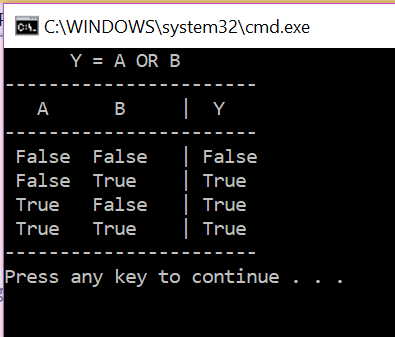 C:\WINDOWS\system32\cmd.exe
Y = A OR B
-----------------------
A B | Y
-----------------------
False False | False
False True | True
True False | True
True True | True
-----------------------
Press any key to continue . . .